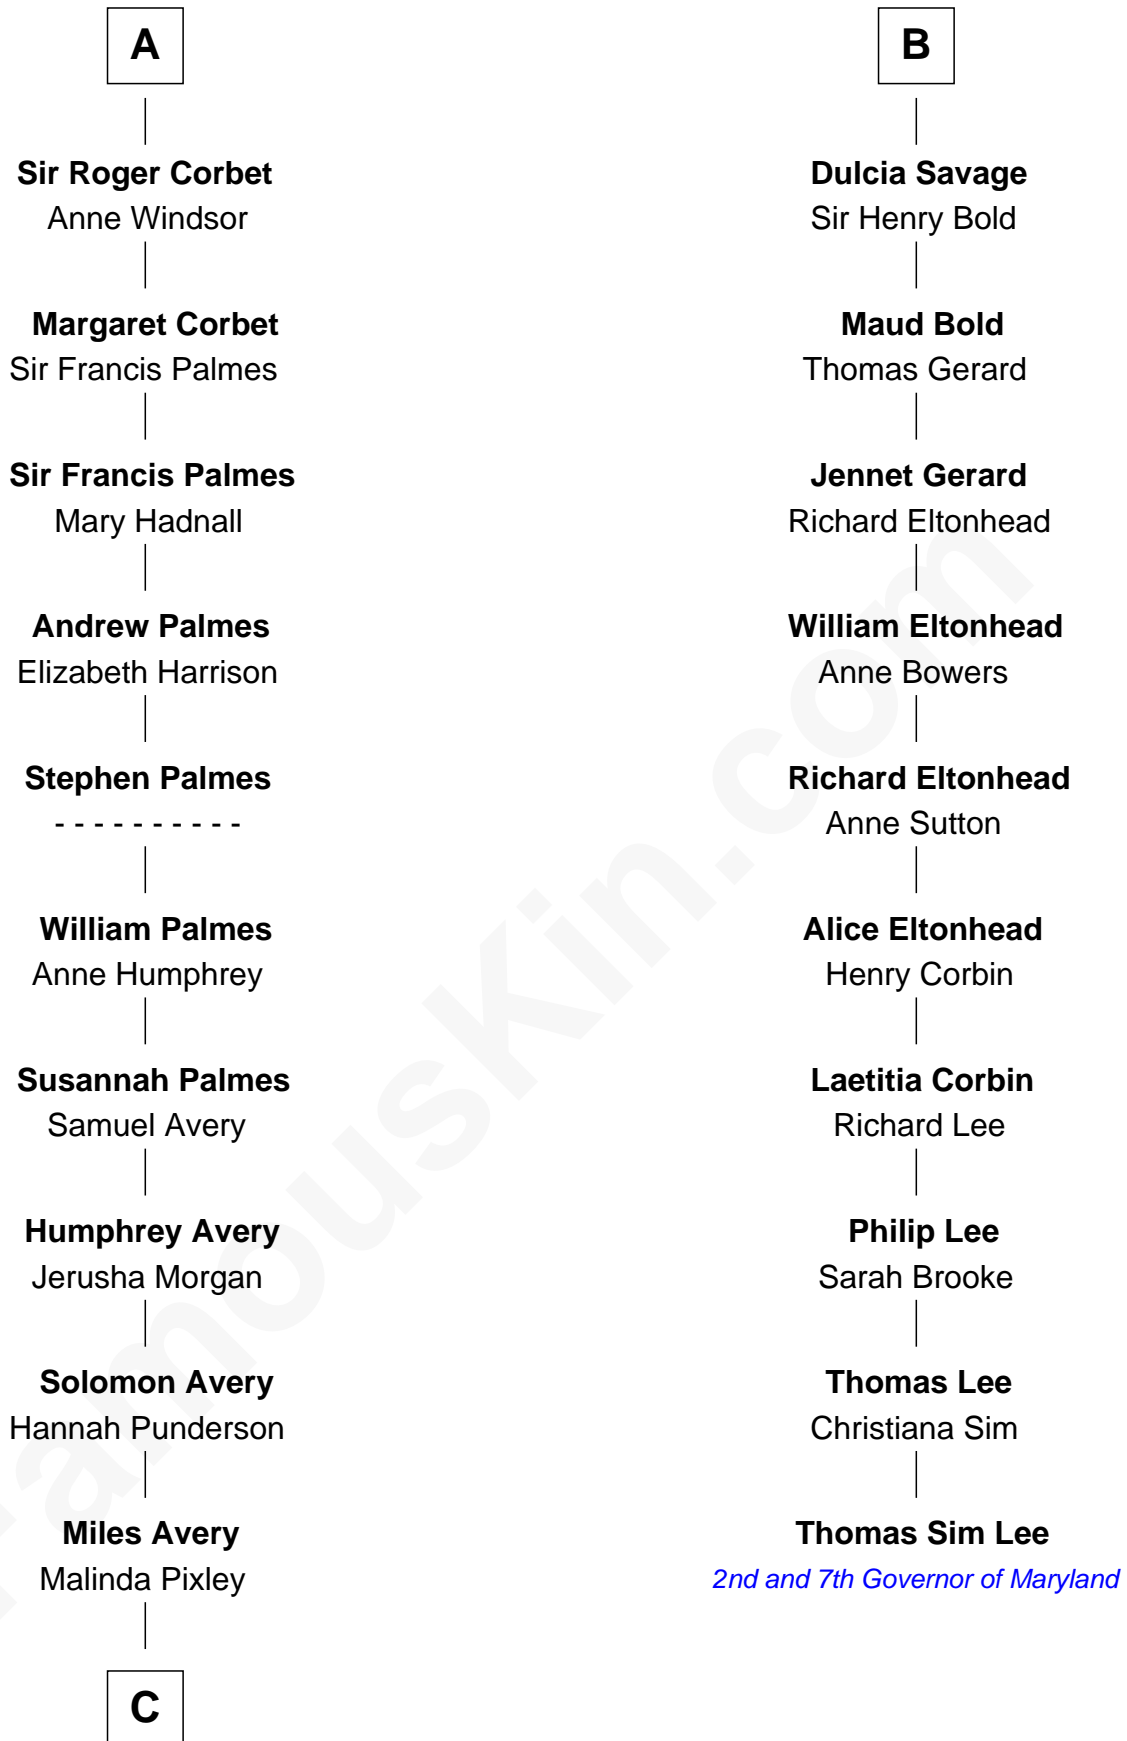 A
Sir Roger Corbet
Anne Windsor
Margaret Corbet
Sir Francis Palmes
Sir Francis Palmes
Mary Hadnall
Andrew Palmes
Elizabeth Harrison
Stephen Palmes
- - - - - - - - - -
William Palmes
Anne Humphrey
Susannah Palmes
Samuel Avery
Humphrey Avery
Jerusha Morgan
Solomon Avery
Hannah Punderson
Miles Avery
Malinda Pixley
C
B
Dulcia Savage
Sir Henry Bold
Maud Bold
Thomas Gerard
Jennet Gerard
Richard Eltonhead
William Eltonhead
Anne Bowers
Richard Eltonhead
Anne Sutton
Alice Eltonhead
Henry Corbin
Laetitia Corbin
Richard Lee
Philip Lee
Sarah Brooke
Thomas Lee
Christiana Sim
Thomas Sim Lee
2nd and 7th Governor of Maryland
FamousKin.com